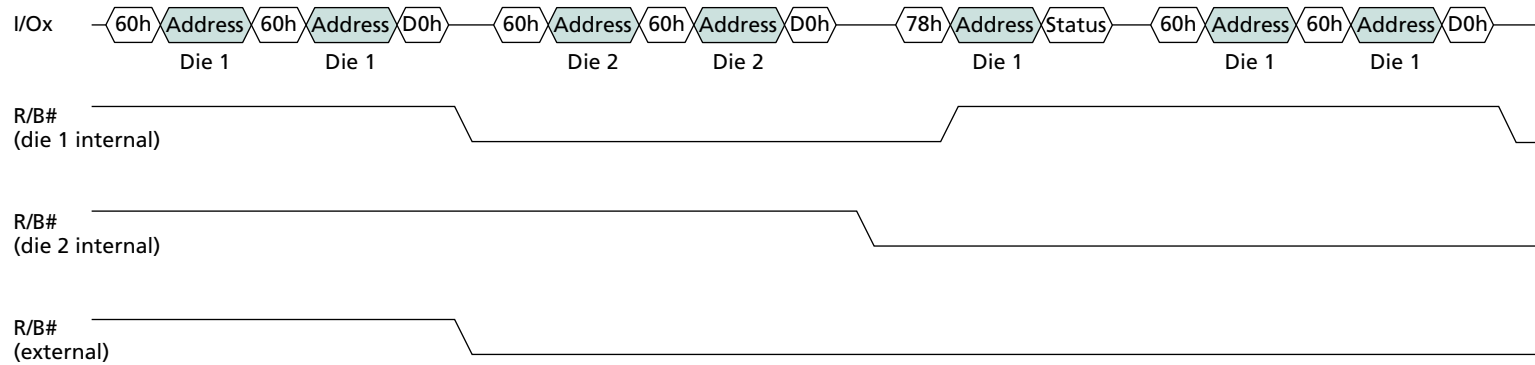 I/Ox 60h Address 60h Address D0h 60h Address 60h Address D0h 78h Address Status 60h Address 60h Address D0h
Die 1 Die 1 Die 2 Die 2 Die 1 Die 1 Die 1
R/B#
(die 1 internal)
R/B#
(die 2 internal)
R/B#
(external)